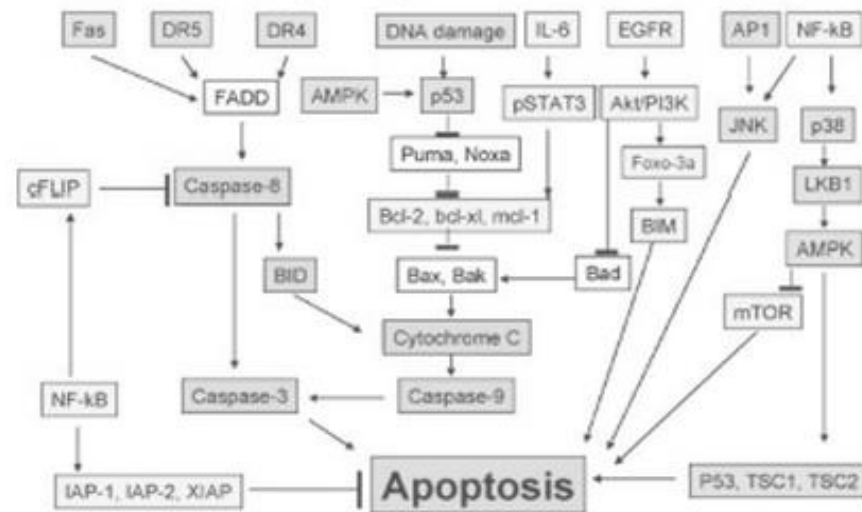 Fas
DR5
DR4
DNA damage
IL-6
EGFR
AP1
NF-kB
FADD
AMPK
p53
pSTAT3
Akt/PI3K
JNK
p38
Puma, Noxa
Foxo-3a
cFLIP
Caspase-8
LKB1
Bcl-2, bcl-xl, mcl-1
BIM
BID
Bax, Bak
Bad
AMPK
Cytochrome C
mTOR
NF-kB
Caspase-3
Caspase-9
IAP-1, IAP-2, XIAP
Apoptosis
P53, TSC1, TSC2